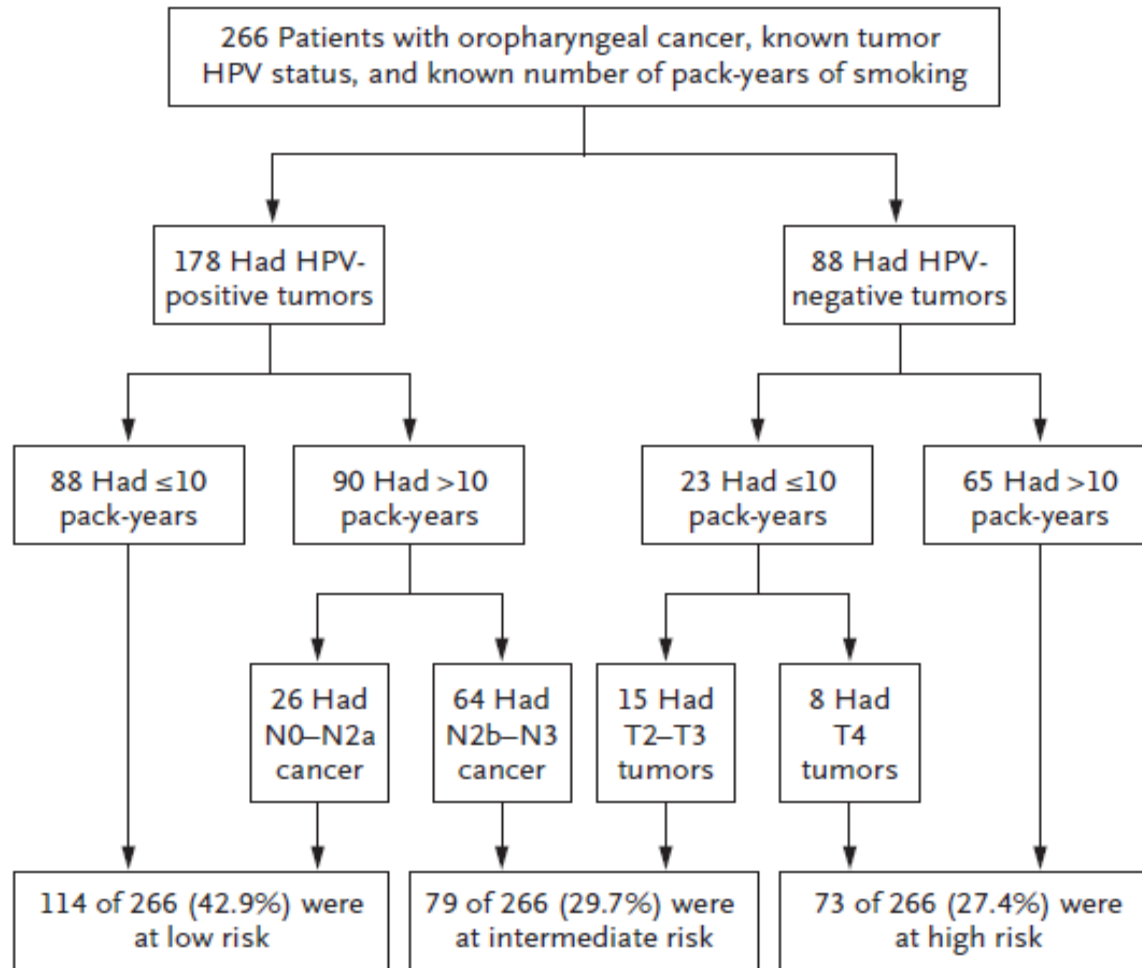 266 Patients with oropharyngeal cancer, known tumor
HPV status, and known number of pack-years of smoking
178 Had HPV-
positive tumors
88 Had HPV-
negative tumors
88 Had ≤10
pack-years
90 Had >10
pack-years
23 Had ≤10
pack-years
65 Had >10
pack-years
26 Had
N0–N2a
cancer
64 Had
N2b–N3
cancer
15 Had
T2–T3
tumors
8 Had
T4
tumors
114 of 266 (42.9%) were
at low risk
79 of 266 (29.7%) were
at intermediate risk
73 of 266 (27.4%) were
at high risk